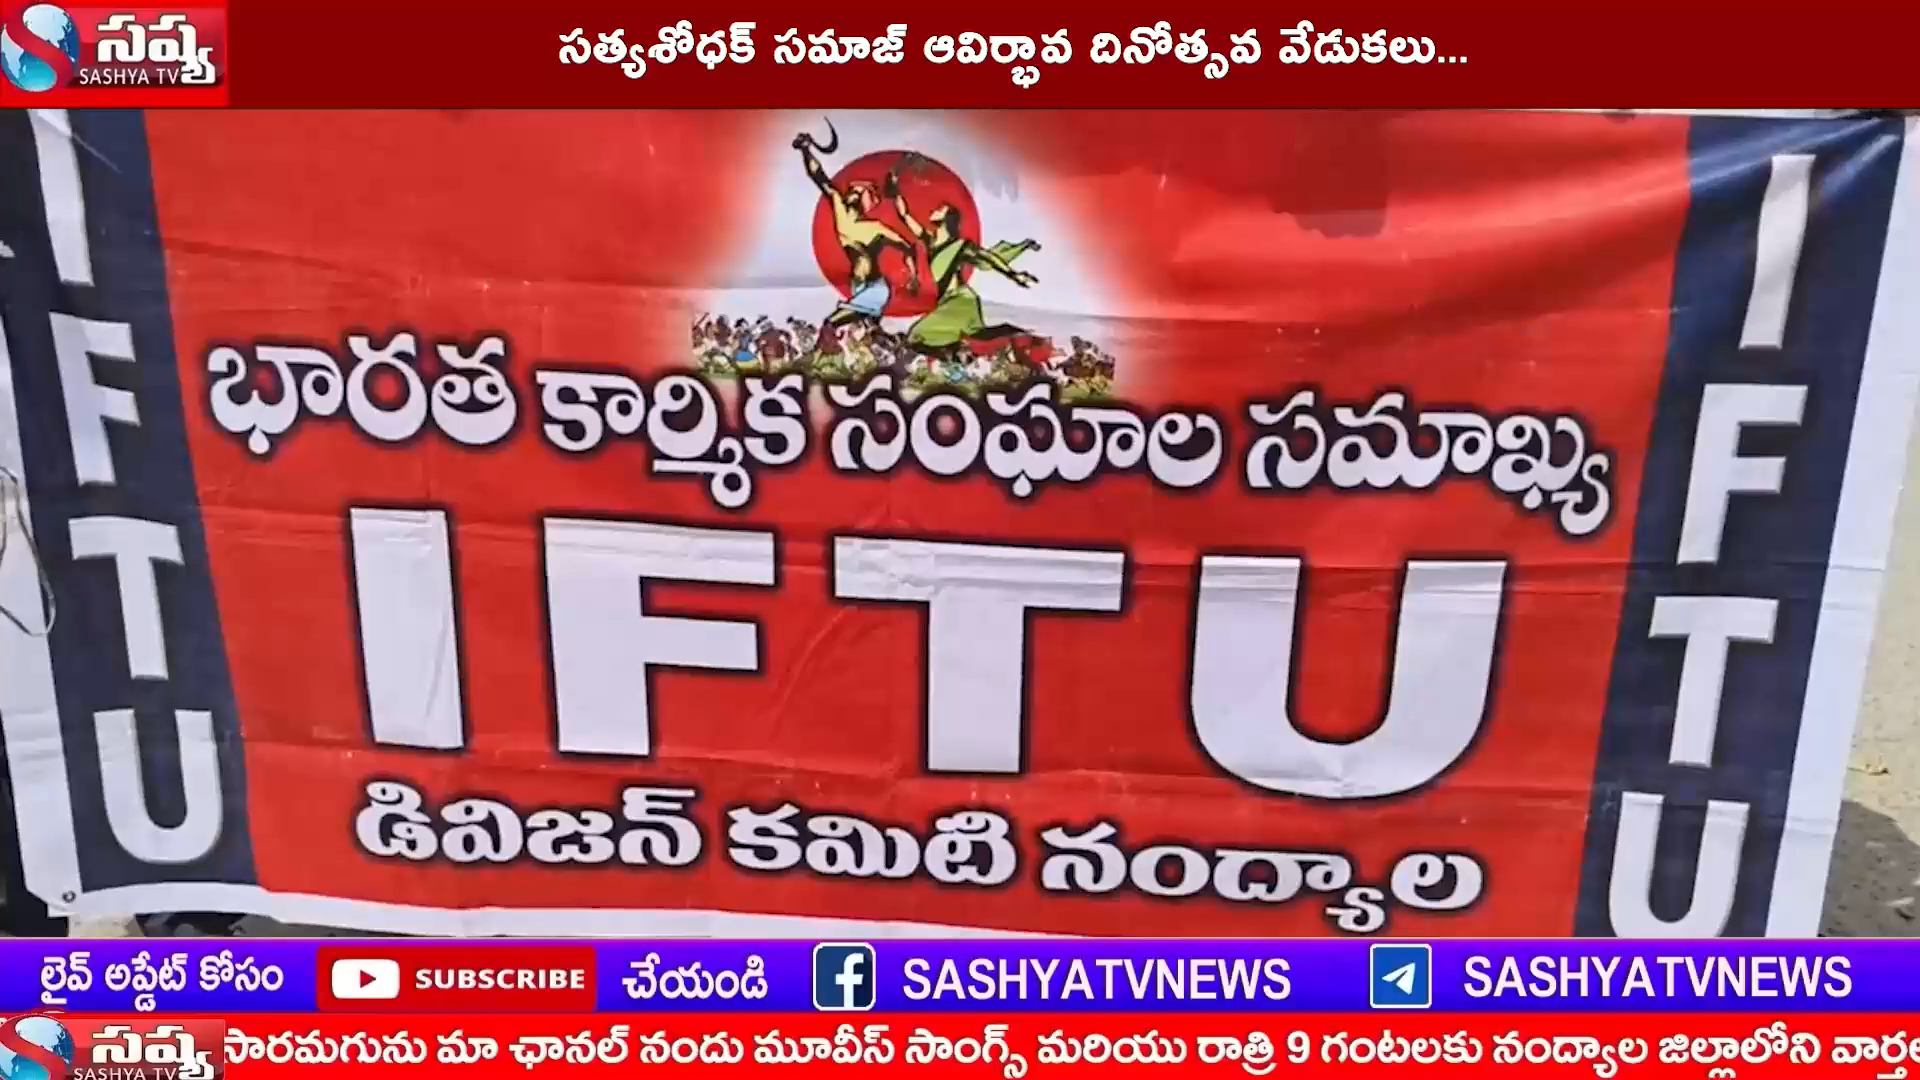 సష్య
SASHYA TV
సత్యశోధక్ సమాజ్ ఆవిర్భావ దినోత్సవ వేడుకలు...
IFTU
భారత కార్మిక సంఘాల సమాఖ్య
IFTU
డివిజన్ కమిటి నంద్యాల
IFTU
లైవ్ అప్డేట్ కోసం SUBSCRIBE చేయండి SASHYATVNEWS SASHYATVNEWS
సష్య
SASHYA TV
సారమగును మా ఛానల్ నందు మూవీస్ సాంగ్స్ మరియు రాత్రి 9 గంటలకు నంద్యాల జిల్లాలోని